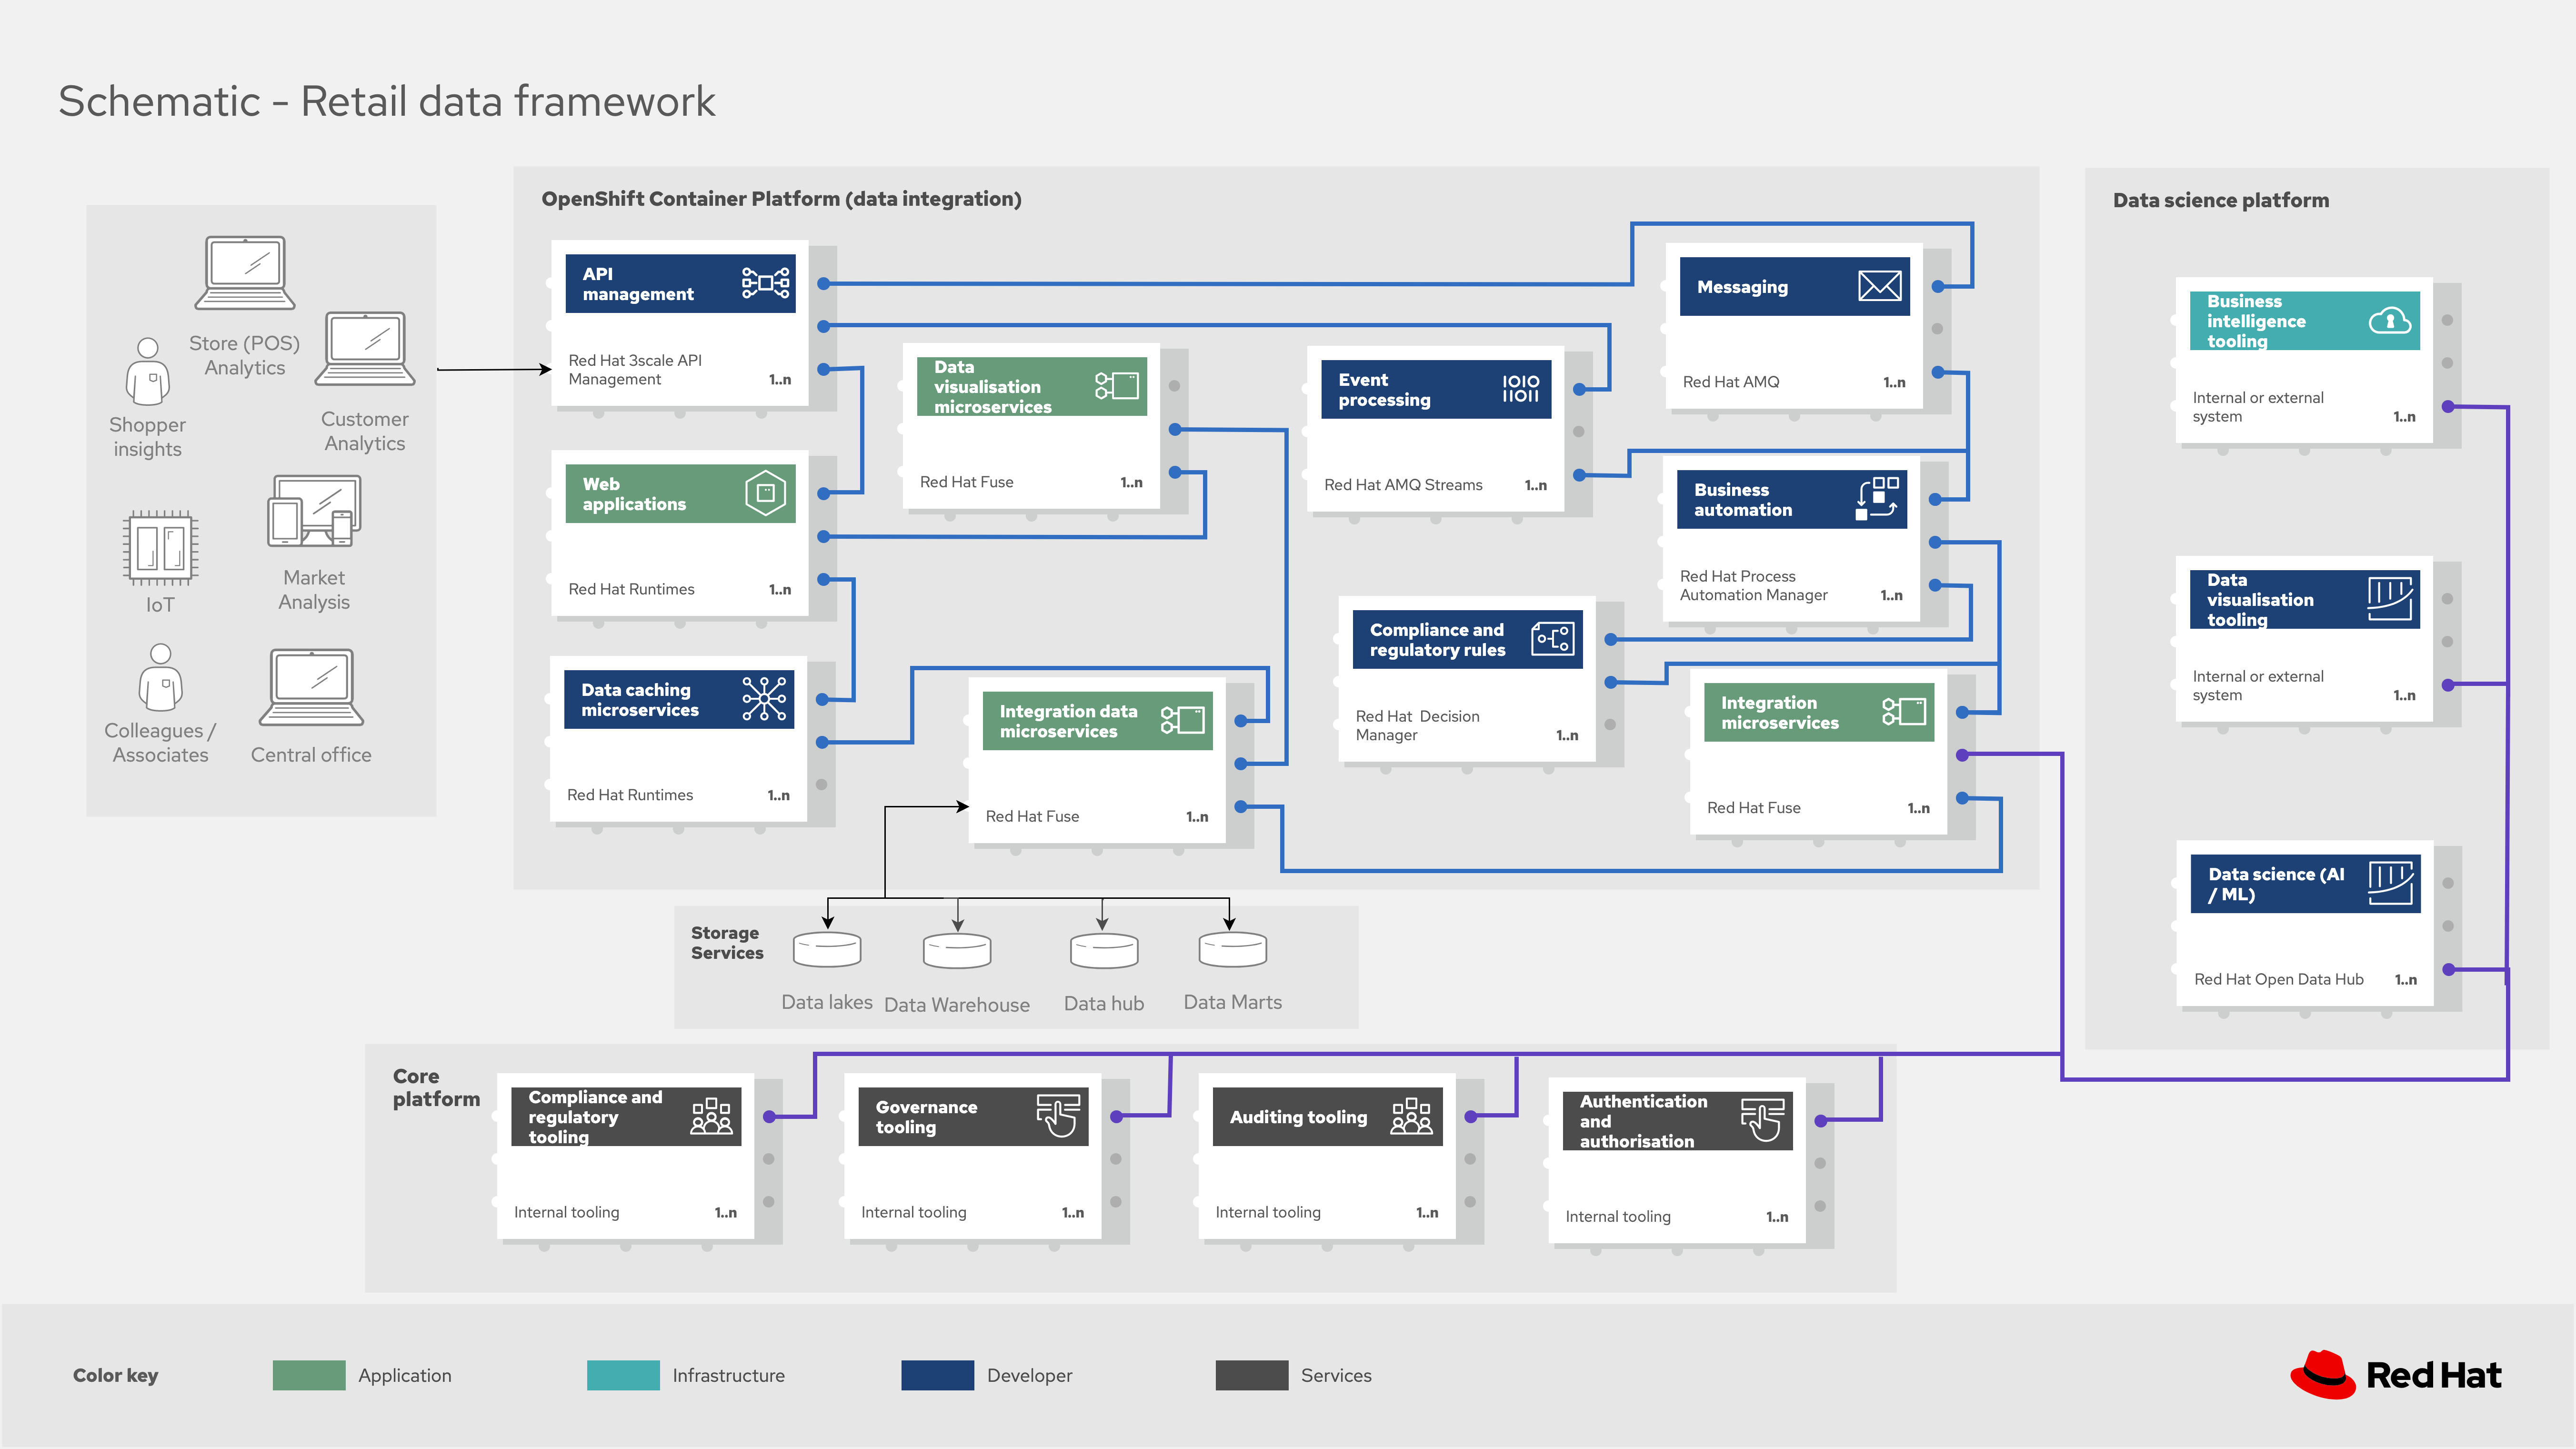 Schematic - Retail data framework
Store (POS)
Analytics
Shopper
insights
Customer
Analytics
IoT
Market
Analysis
Colleagues /
Associates
Central office
OpenShift Container Platform (data integration)
API
management
Red Hat 3scale API
Management
1..n
Web
applications
Red Hat Runtimes
1..n
Data caching
microservices
Red Hat Runtimes
1..n
Data
visualisation
microservices
Red Hat Fuse
1..n
Integration data
microservices
Red Hat Fuse
1..n
Event
processing
IOIO
IIOII
Red Hat AMQ Streams
1..n
Compliance and
regulatory rules
Red Hat  Decision
Manager
1..n
Messaging
Red Hat AMQ
1..n
Business
automation
Red Hat Process
Automation Manager
1..n
Integration
microservices
Red Hat Fuse
1..n
Data science platform
Business
intelligence
tooling
Internal or external
system
1..n
Data
visualisation
tooling
Internal or external
system
1..n
Data science (AI
/ ML)
Red Hat Open Data Hub
1..n
Storage
Services
Data lakes
Data Warehouse
Data hub
Data Marts
Core
platform
Compliance and
regulatory
tooling
Internal tooling
1..n
Governance
tooling
Internal tooling
1..n
Auditing tooling
Internal tooling
1..n
Authentication
and
authorisation
Internal tooling
1..n
Color key
Application
Infrastructure
Developer
Services
Red Hat